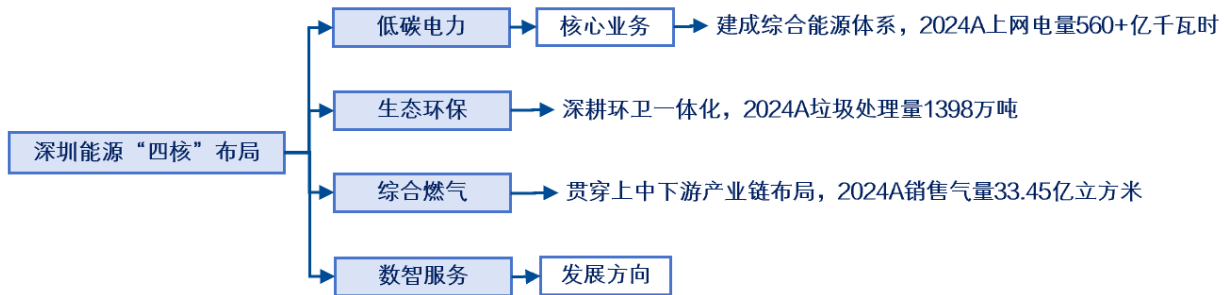 低碳电力
核心业务
建成综合能源体系，2024A上网电量560+亿千瓦时
生态环保
深耕环卫一体化，2024A垃圾处理量1398万吨
深圳能源“四核”布局
综合燃气
贯穿上中下游产业链布局，2024A销售气量33.45亿立方米
数智服务
发展方向